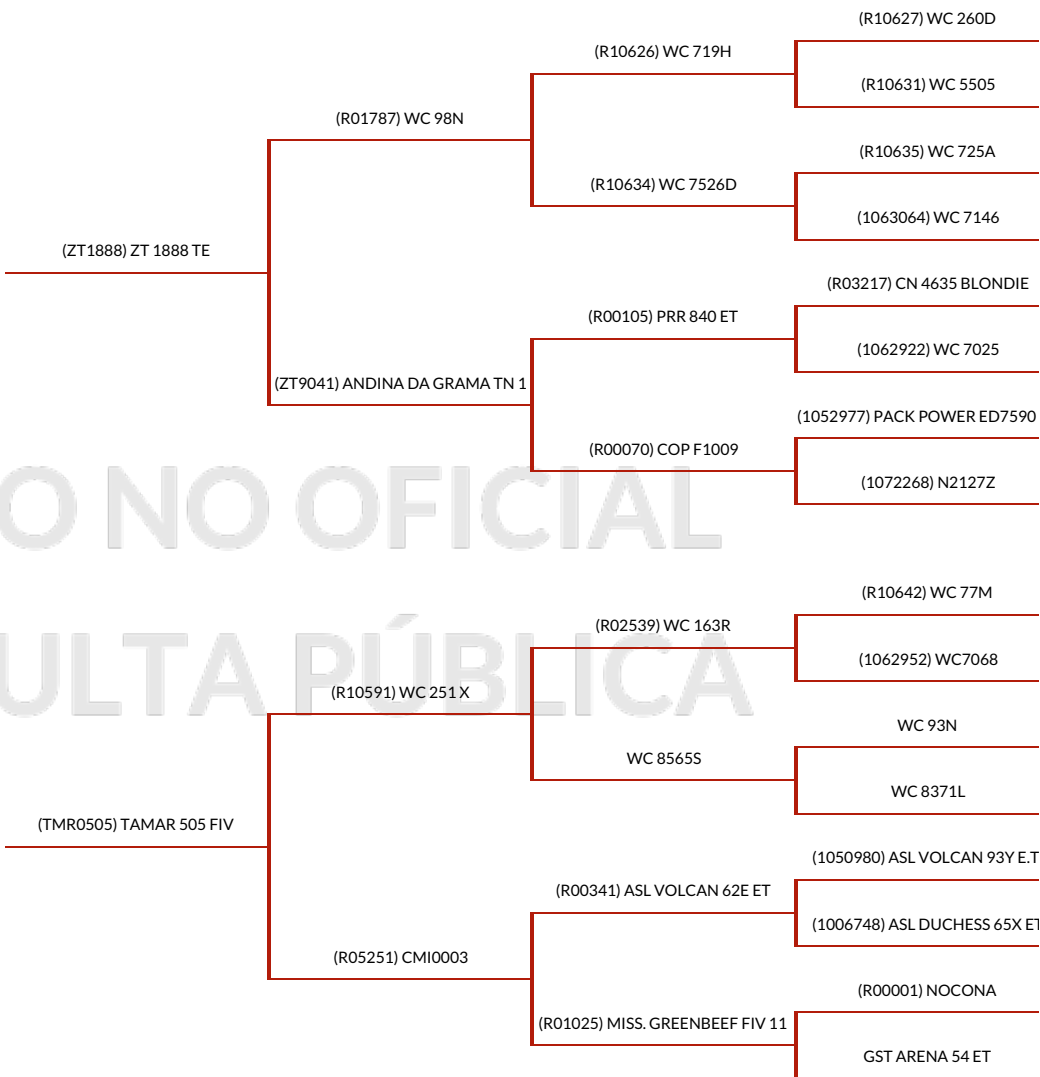 (R10627) WC 260D
(R10626) WC 719H
(R10631) WC 5505
(R01787) WC 98N
(R10635) WC 725A
(R10634) WC 7526D
(1063064) WC 7146
(ZT1888) ZT 1888 TE
(R03217) CN 4635 BLONDIE
(R00105) PRR 840 ET
(1062922) WC 7025
(ZT9041) ANDINA DA GRAMA TN 1
(1052977) PACK POWER ED7590
(R00070) COP F1009
(1072268) N2127Z
O NO OFICIAL
(R10642) WC 77M
(R02539) WC 163R
(1062952) WC7068
ULTA PÚBLICA
(R10591) WC 251 X
WC 93N
WC 8565S
WC 8371L
(TMR0505) TAMAR 505 FIV
(1050980) ASL VOLCAN 93Y E.T
(R00341) ASL VOLCAN 62E ET
(1006748) ASL DUCHESS 65X ET
(R05251) CMI0003
(R00001) NOCONA
(R01025) MISS. GREENBEEF FIV 11
GST ARENA 54 ET